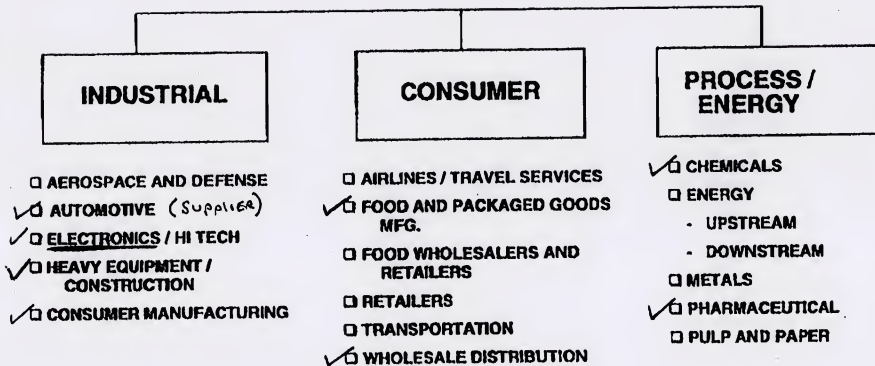 INDUSTRIAL
☐ AEROSPACE AND DEFENSE
✓☐ AUTOMOTIVE (Supplier)
✓☐ ELECTRONICS / HI TECH
✓☐ HEAVY EQUIPMENT /
CONSTRUCTION
✓☐ CONSUMER MANUFACTURING
CONSUMER
☐ AIRLINES / TRAVEL SERVICES
✓☐ FOOD AND PACKAGED GOODS
MFG.
☐ FOOD WHOLESALERS AND
RETAILERS
☐ RETAILERS
☐ TRANSPORTATION
✓☐ WHOLESALE DISTRIBUTION
PROCESS /
ENERGY
✓☐ CHEMICALS
☐ ENERGY
- UPSTREAM
- DOWNSTREAM
☐ METALS
✓☐ PHARMACEUTICAL
☐ PULP AND PAPER